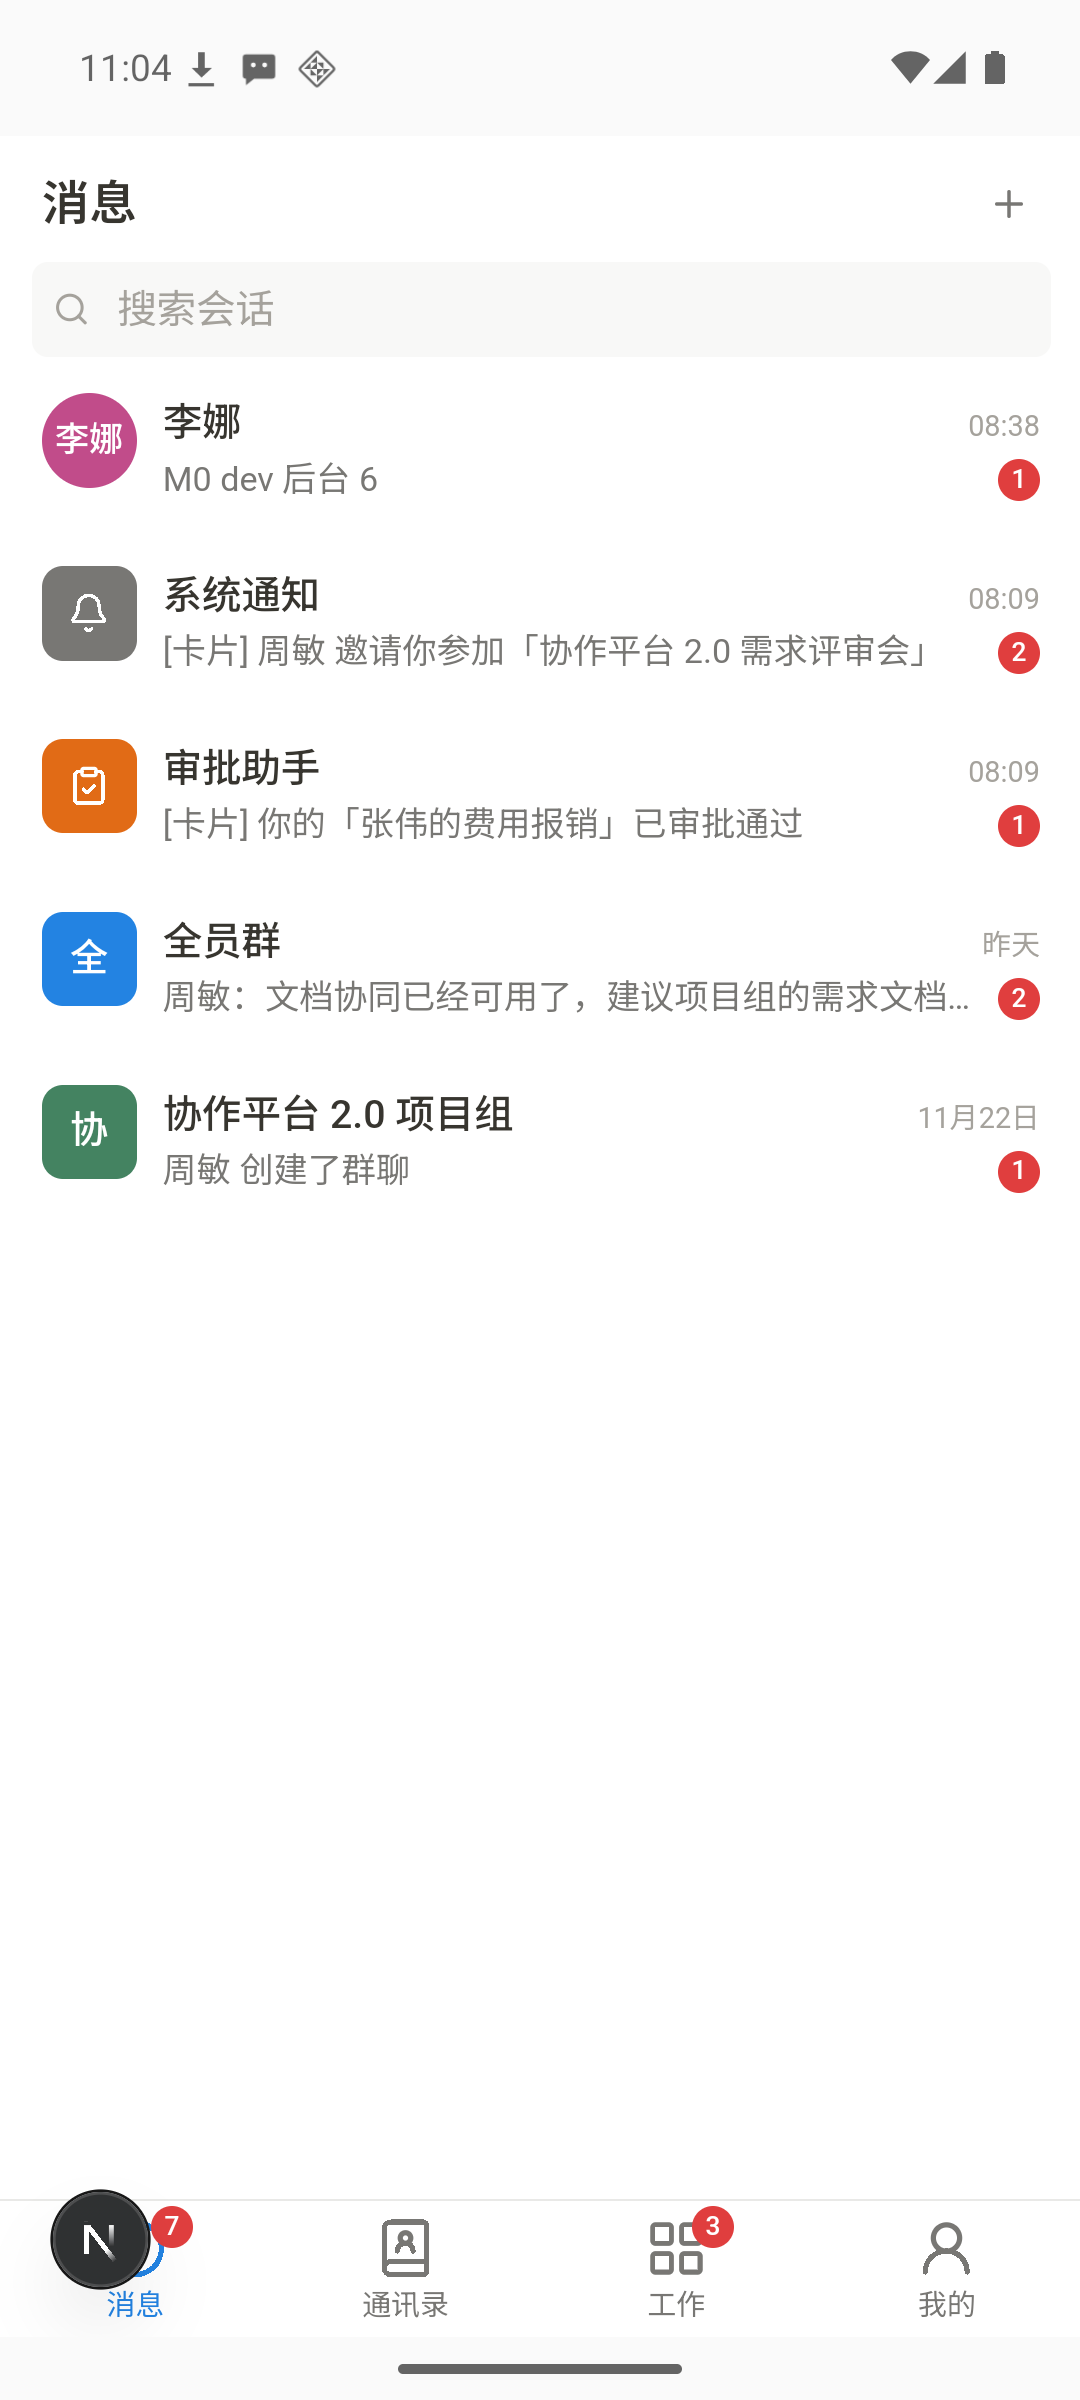 11:04
消息
搜索会话
李娜
李娜
08:38
M0 dev 后台 6
1
系统通知
08:09
[卡片] 周敏 邀请你参加「协作平台 2.0 需求评审会」
2
审批助手
08:09
[卡片] 你的「张伟的费用报销」已审批通过
1
全
全员群
昨天
周敏：文档协同已经可用了，建议项目组的需求文档...
2
协
协作平台 2.0 项目组
11月22日
周敏 创建了群聊
1
N
7
3
消息
通讯录
工作
我的